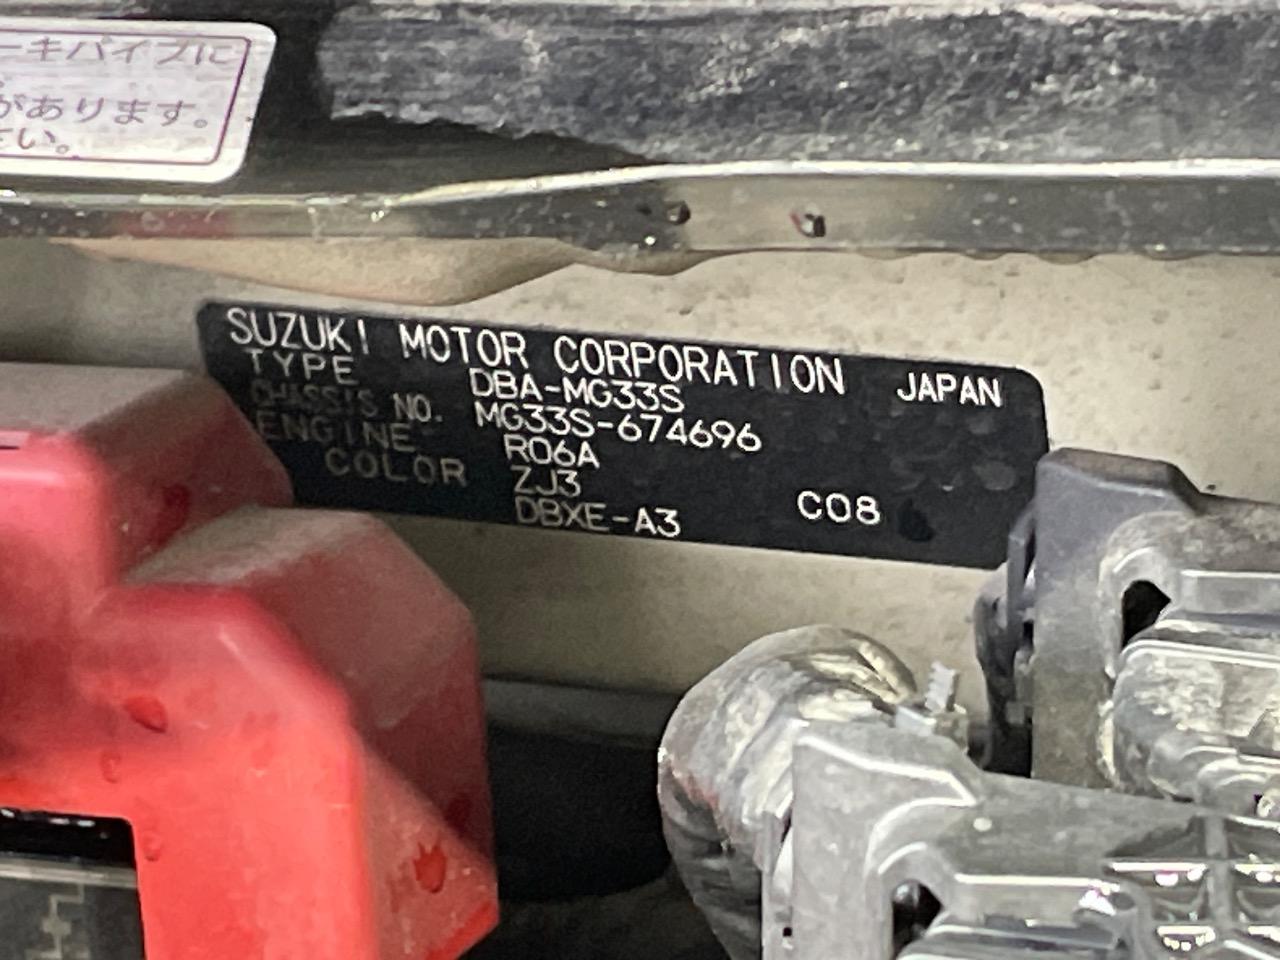 ーキパイプに
があります。
さい。
SUZUKI MOTOR CORPORATION JAPAN
TYPE DBA-MG33S
CHASSIS NO. MG33S-674696
ENGINE R06A
COLOR ZJ3
DBXE-A3 C08